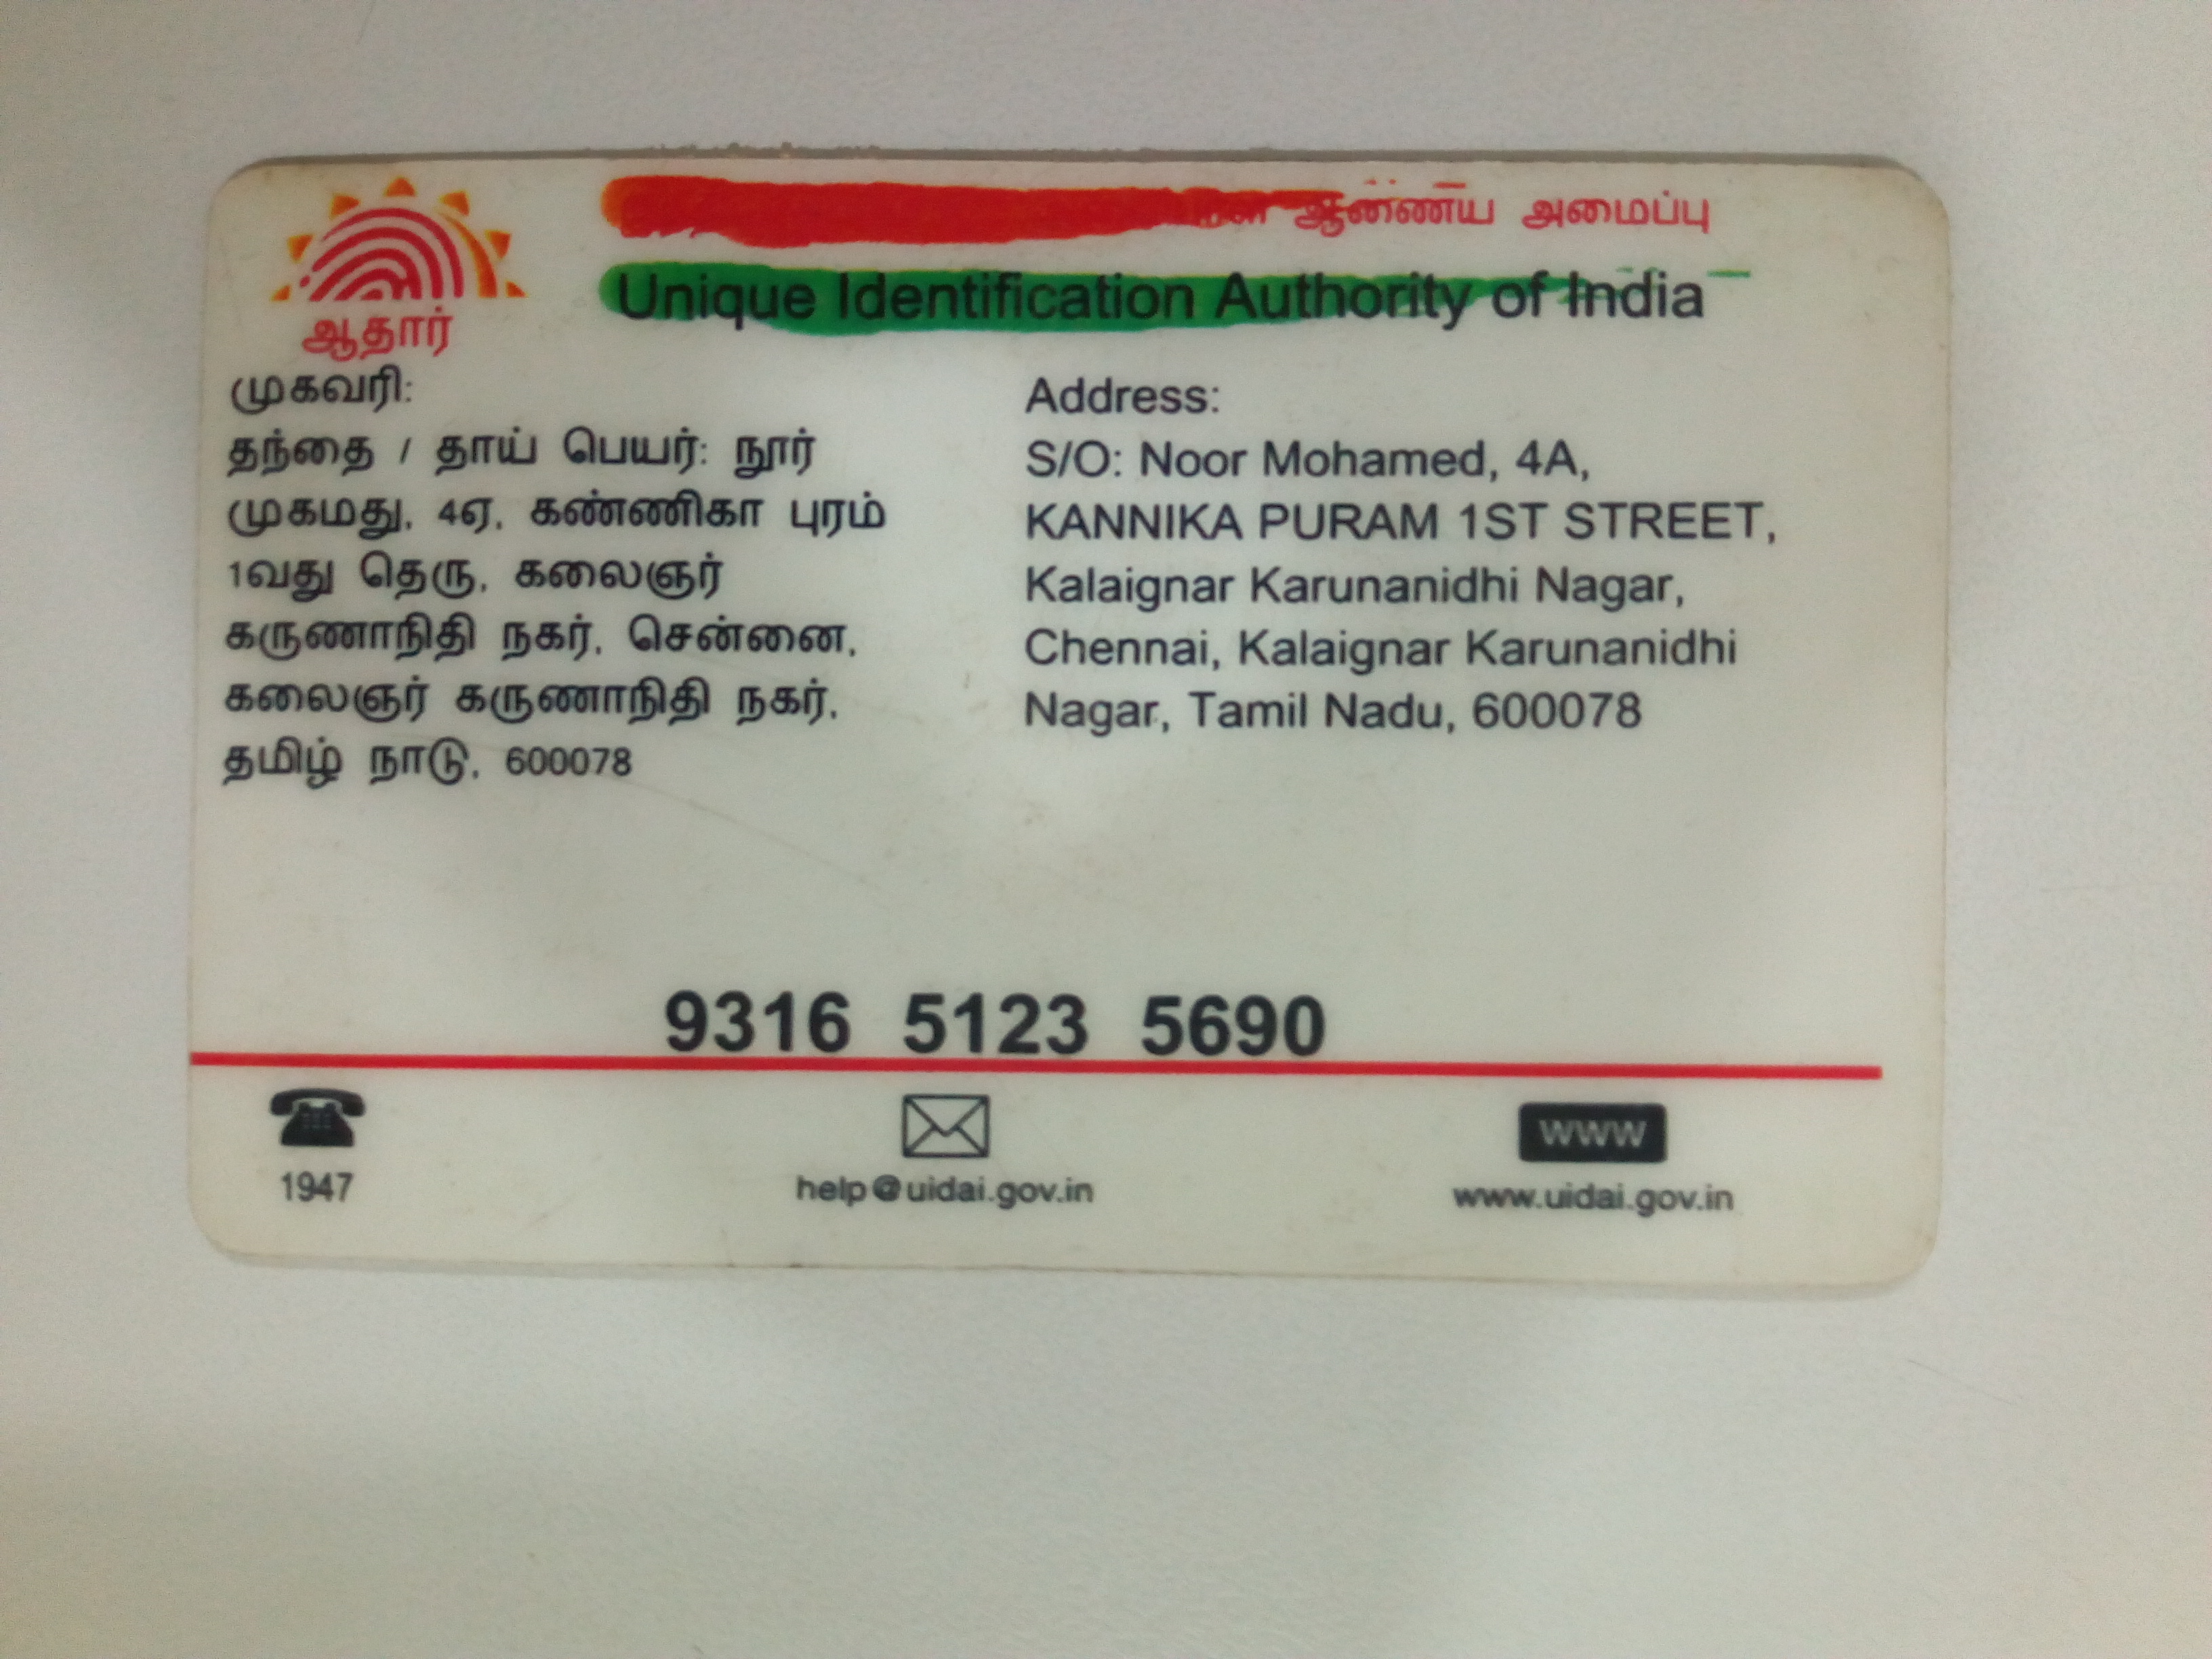 ஆணைய அமைப்பு
Unique Identification Authority of India
ஆதார்
முகவரி:
தந்தை / தாய் பெயர்: நூர்
முகமது, 4ஏ, கண்ணிகா புரம்
1வது தெரு, கலைஞர்
கருணாநிதி நகர், சென்னை,
கலைஞர் கருணாநிதி நகர்,
தமிழ் நாடு, 600078
Address:
S/O: Noor Mohamed, 4A,
KANNIKA PURAM 1ST STREET,
Kalaignar Karunanidhi Nagar,
Chennai, Kalaignar Karunanidhi
Nagar, Tamil Nadu, 600078
9316 5123 5690
1947
help@uidai.gov.in
WWW
www.uidai.gov.in